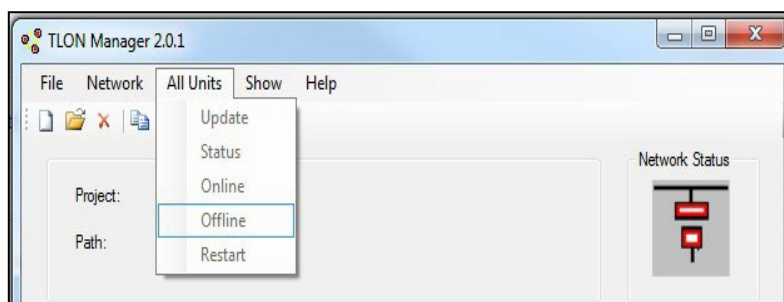 TLON Manager 2.0.1
File Network All Units Show Help
Update
Status
Online
Offline
Restart
Project:
Path:
Network Status